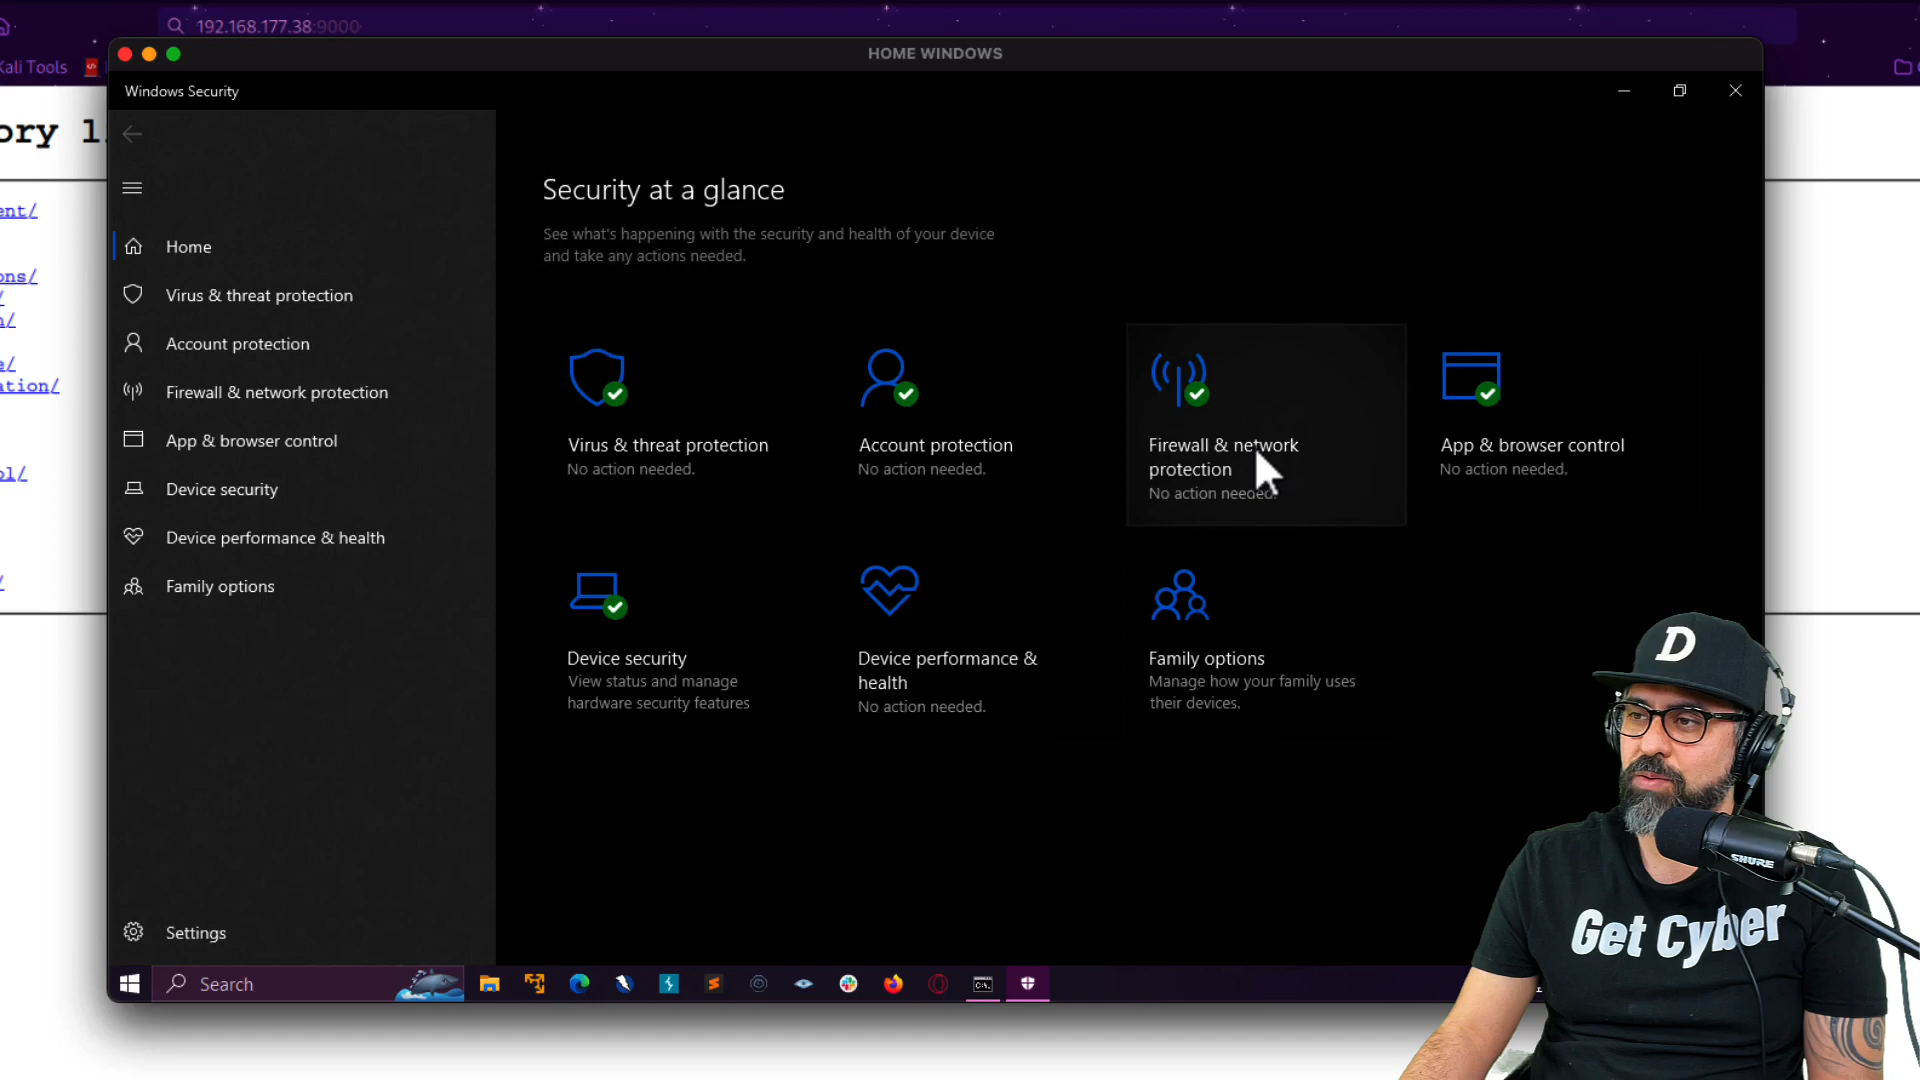 192.168.177.38:9000
Kali Tools
HOME WINDOWS
Windows Security
ory l
Security at a glance
See what's happening with the security and health of your device
and take any actions needed.
ent/
ons/
/
n/
e/
ation/
ol/
/
Home
Virus & threat protection
Account protection
Firewall & network protection
App & browser control
Device security
Device performance & health
Family options
Settings
Virus & threat protection
No action needed.
Account protection
No action needed.
Firewall & network
protection
No action needed.
App & browser control
No action needed.
Device security
View status and manage
hardware security features
Device performance &
health
No action needed.
Family options
Manage how your family uses
their devices.
D
SHURE
Get Cyber
Search